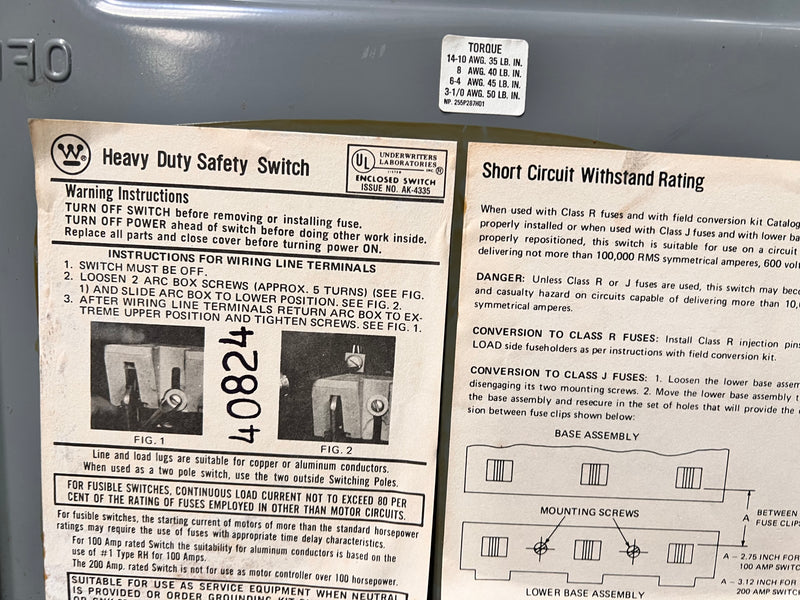 OFF
TORQUE
14-10 AWG. 35 LB. IN.
8 AWG. 40 LB. IN.
6-4 AWG. 45 LB. IN.
3-1/0 AWG. 50 LB. IN.
NP. 255P287H01
W ®
Heavy Duty Safety Switch
UL ®
UNDERWRITERS
LABORATORIES
INC.
LISTED
ENCLOSED SWITCH
ISSUE NO. AK-4335
Warning Instructions
TURN OFF SWITCH before removing or installing fuse.
TURN OFF POWER ahead of switch before doing other work inside.
Replace all parts and close cover before turning power ON.
INSTRUCTIONS FOR WIRING LINE TERMINALS
1. SWITCH MUST BE OFF.
2. LOOSEN 2 ARC BOX SCREWS (APPROX. 5 TURNS) (SEE FIG.
1) AND SLIDE ARC BOX TO LOWER POSITION. SEE FIG. 2.
3. AFTER WIRING LINE TERMINALS RETURN ARC BOX TO EX-
TREME UPPER POSITION AND TIGHTEN SCREWS. SEE FIG. 1.
40824
FIG. 1
FIG. 2
Line and load lugs are suitable for copper or aluminum conductors.
When used as a two pole switch, use the two outside Switching Poles.
FOR FUSIBLE SWITCHES, CONTINUOUS LOAD CURRENT NOT TO EXCEED 80 PER
CENT OF THE RATING OF FUSES EMPLOYED IN OTHER THAN MOTOR CIRCUITS.
For fusible switches, the starting current of motors of more than the standard horsepower
ratings may require the use of fuses with appropriate time delay characteristics.
For 100 Amp rated Switch the suitability for aluminum conductors is based on the
use of #1 Type RH for 100 Amps.
The 200 Amp. rated Switch is not for use as motor controller over 100 horsepower.
SUITABLE FOR USE AS SERVICE EQUIPMENT WHEN NEUTRAL
IS PROVIDED OR ORDER GROUNDING
Short Circuit Withstand Rating
When used with Class R fuses and with field conversion kit Catalog
properly installed or when used with Class J fuses and with lower ba
properly repositioned, this switch is suitable for use on a circuit
delivering not more than 100,000 RMS symmetrical amperes, 600 vol
DANGER: Unless Class R or J fuses are used, this switch may beco
and casualty hazard on circuits capable of delivering more than 10,
symmetrical amperes.
CONVERSION TO CLASS R FUSES: Install Class R injection pins
LOAD side fuseholders as per instructions with field conversion kit.
CONVERSION TO CLASS J FUSES: 1. Loosen the lower base assem
disengaging its two mounting screws. 2. Move the lower base assembly t
the base assembly and resecure in the set of holes that will provide the
sion between fuse clips shown below:
BASE ASSEMBLY
MOUNTING SCREWS
A
BETWEEN
FUSE CLIPS
A – 2.75 INCH FOR
100 AMP SWITC
A – 3.12 INCH FOR
200 AMP SWITC
LOWER BASE ASSEMBLY